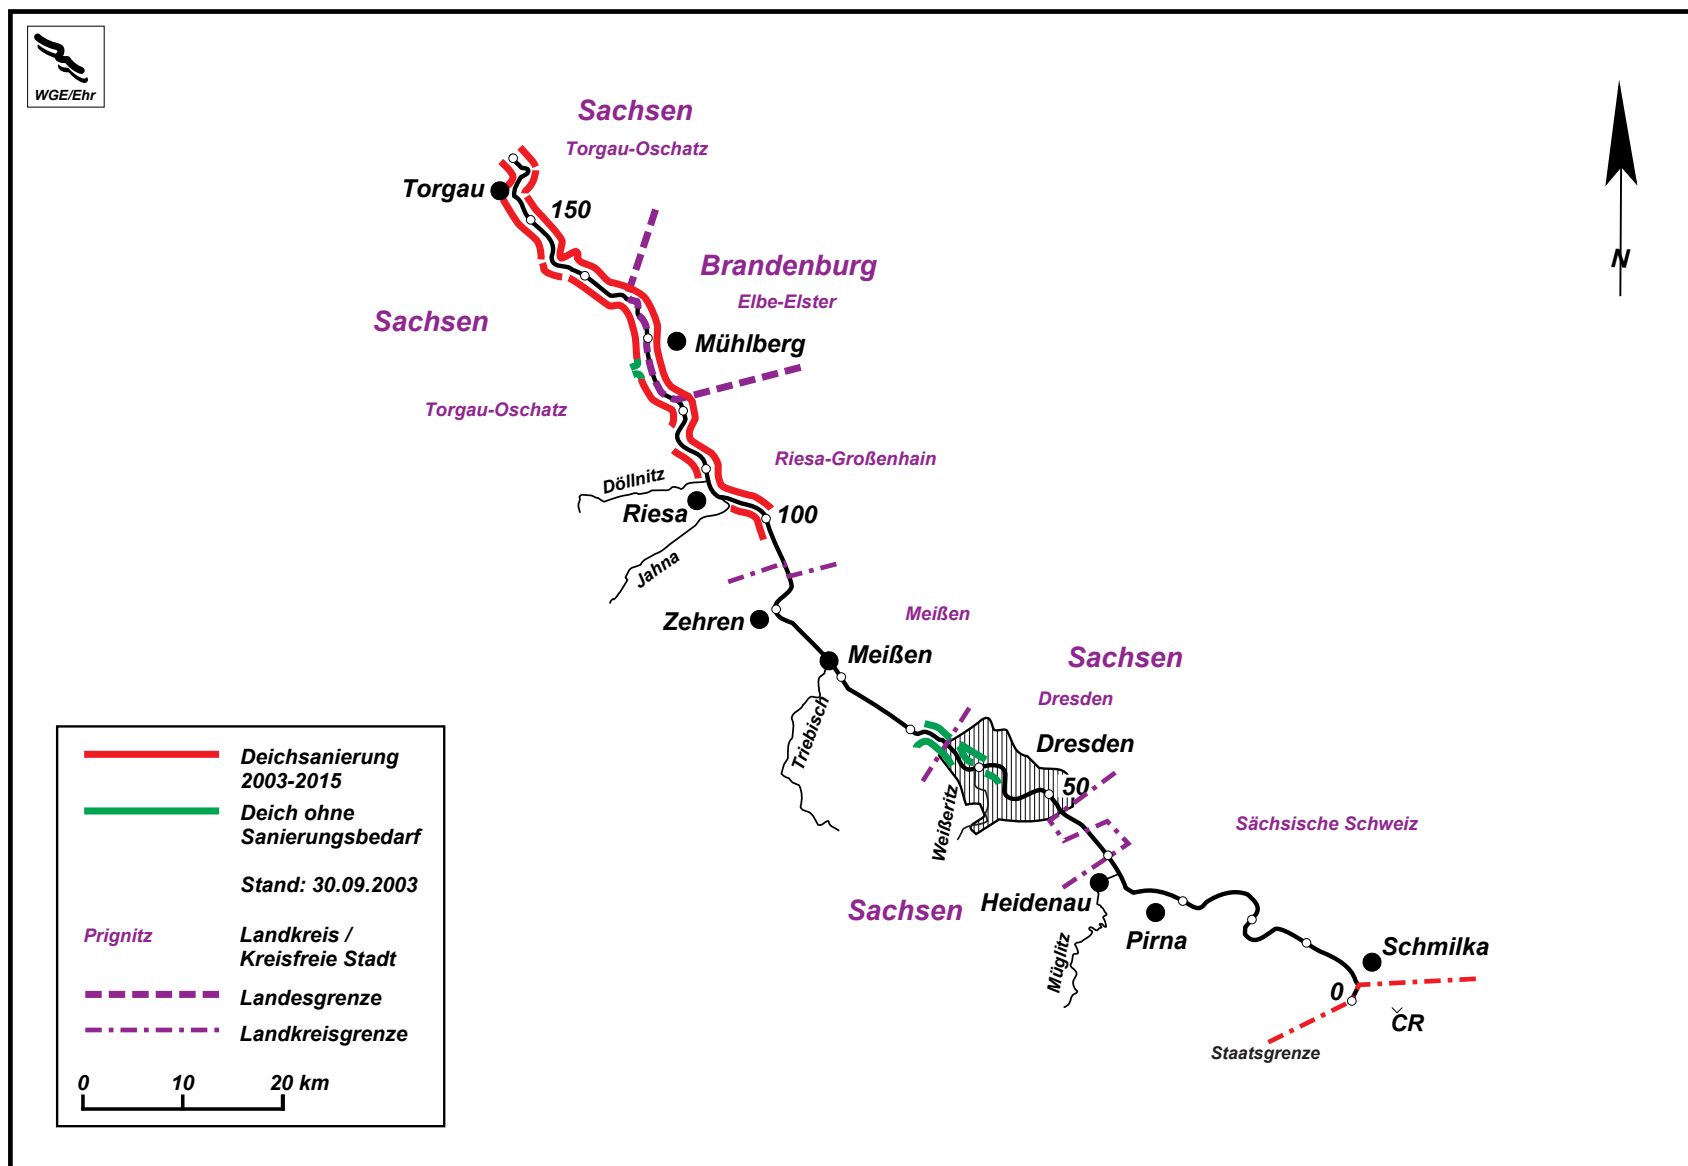 WGE/Ehr
Sachsen
Torgau-Oschatz
Torgau
150
N
Brandenburg
Elbe-Elster
Sachsen
Mühlberg
Torgau-Oschatz
Riesa-Großenhain
Döllnitz
Riesa
100
Jahna
Zehren
Meißen
Meißen
Sachsen
Dresden
Triebisch
Dresden
50
Weißeritz
Sächsische Schweiz
Sachsen
Heidenau
Pirna
Müglitz
Schmilka
0
ČR
Staatsgrenze
Deichsanierung
2003-2015
Deich ohne
Sanierungsbedarf
Stand: 30.09.2003
Prignitz
Landkreis /
Kreisfreie Stadt
Landesgrenze
Landkreisgrenze
0 10 20 km